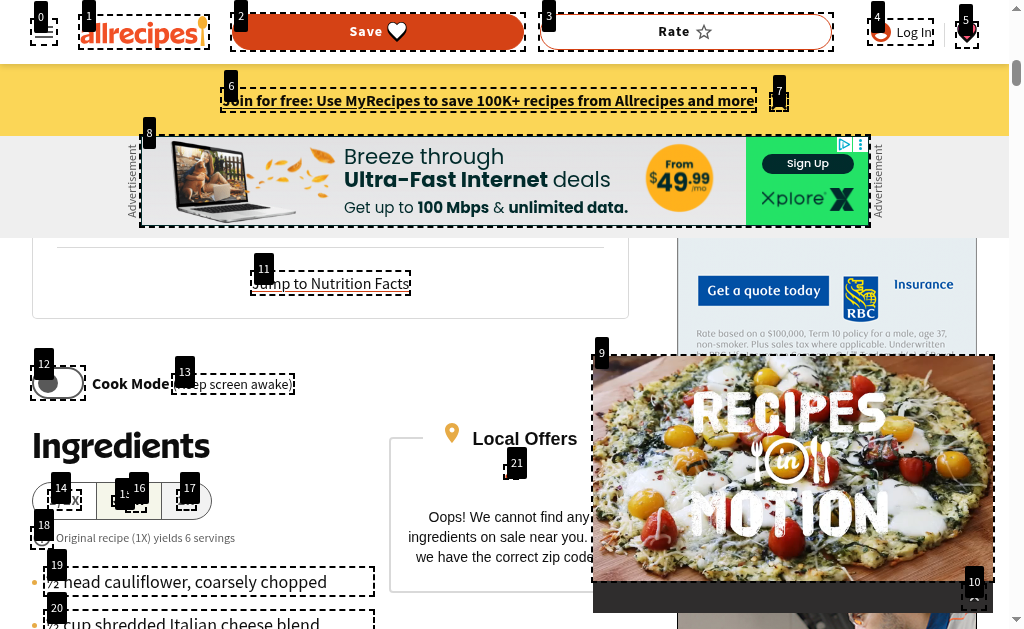 0
1
2
3
4
5
allrecipes
Save
Rate
Log In
6
7
Join for free: Use MyRecipes to save 100K+ recipes from Allrecipes and more
8
Advertisement
Breeze through
Ultra-Fast Internet deals
Get up to 100 Mbps & unlimited data.
From
$49.99
/mo
Sign Up
Xplore
Advertisement
11
Jump to Nutrition Facts
Get a quote today
RBC
Insurance
Rate based on a $100,000, Term 10 policy for a male, age 37,
non-smoker. Plus sales tax where applicable. Underwritten
12
13
Cook Mode (Keep screen awake)
9
RECIPES
in
MOTION
10
Ingredients
14
15
16
17
18
Original recipe (1X) yields 6 servings
19
½ head cauliflower, coarsely chopped
20
½ cup shredded Italian cheese blend
Local Offers
21
Oops! We cannot find any
ingredients on sale near you.
we have the correct zip code